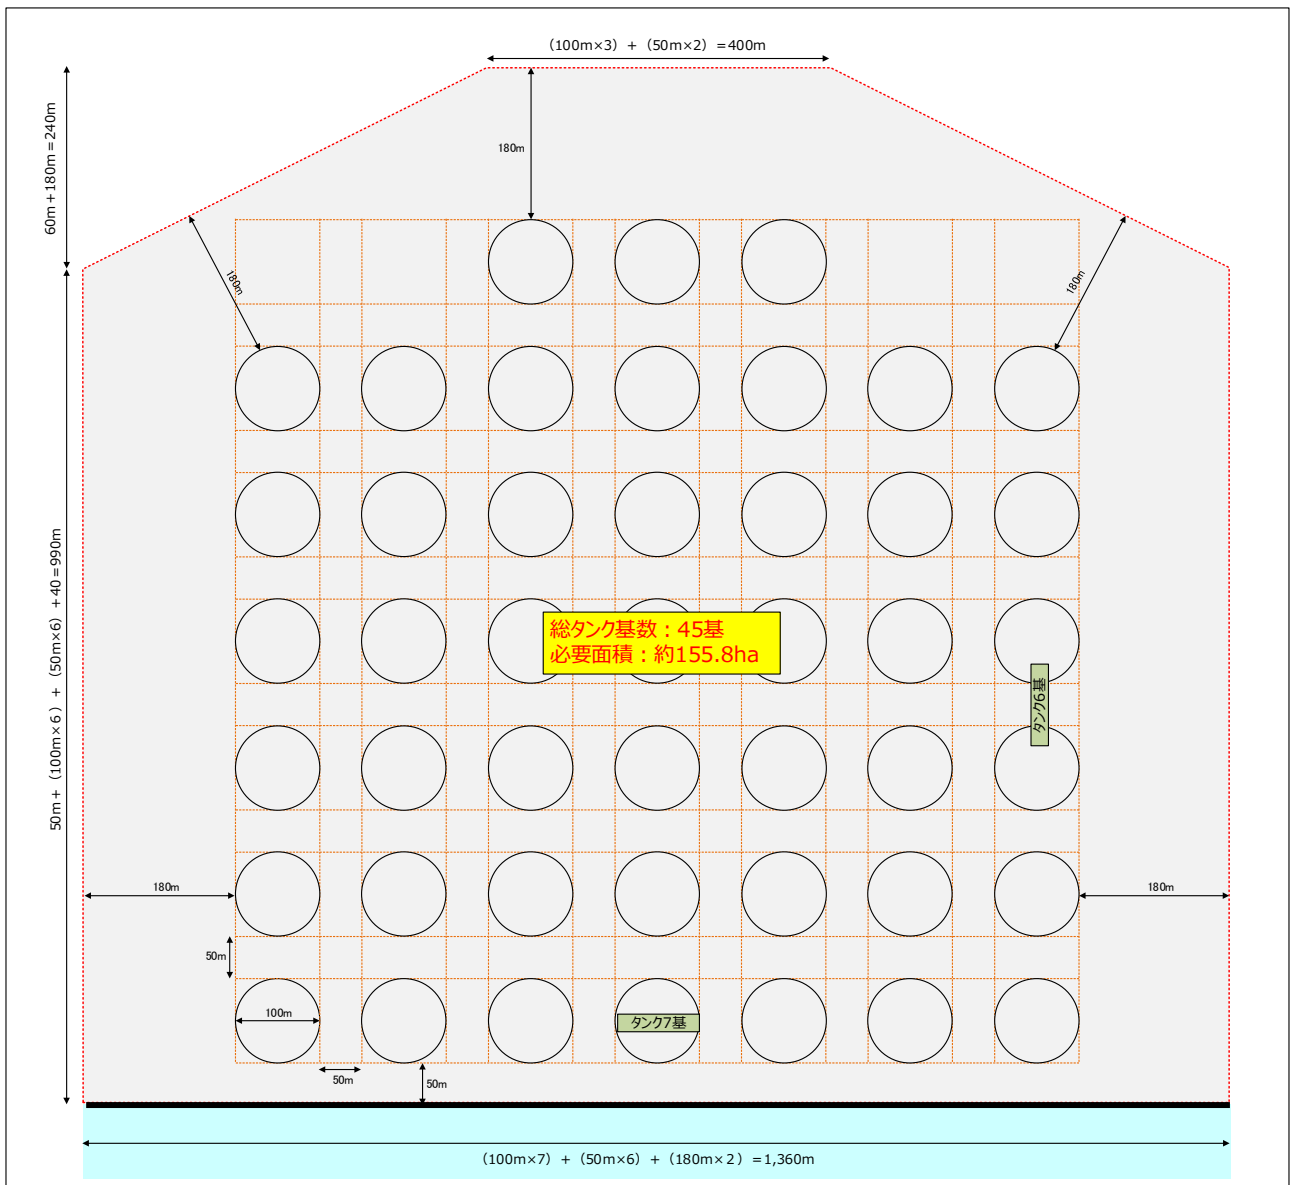 （100m×3）＋（50m×2）＝400m
60m＋180m＝240m
180m
180m
180m
50m＋（100m×6）＋（50m×6）＋40＝990m
総タンク基数：45基
必要面積：約155.8ha
タンク6基
180m
180m
50m
100m
タンク7基
50m
50m
（100m×7）＋（50m×6）＋（180m×2）＝1,360m